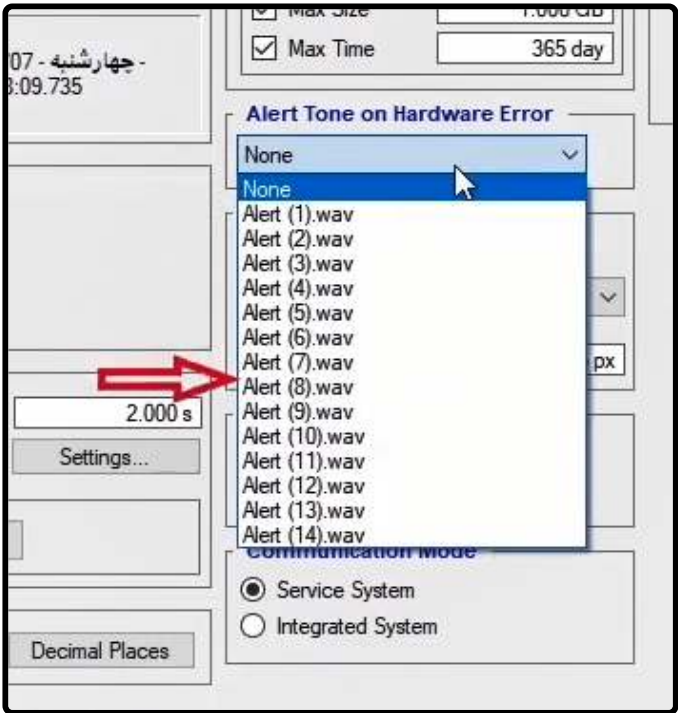 Max Size 1.000 GB
Max Time 365 day
- چهارشنبه - 07
3:09.735
Alert Tone on Hardware Error
None
None
Alert (1).wav
Alert (2).wav
Alert (3).wav
Alert (4).wav
Alert (5).wav
Alert (6).wav
Alert (7).wav
px
Alert (8).wav
Alert (9).wav
2.000 s
Alert (10).wav
Alert (11).wav
Settings...
Alert (12).wav
Alert (13).wav
Alert (14).wav
Communication Mode
Service System
Integrated System
Decimal Places